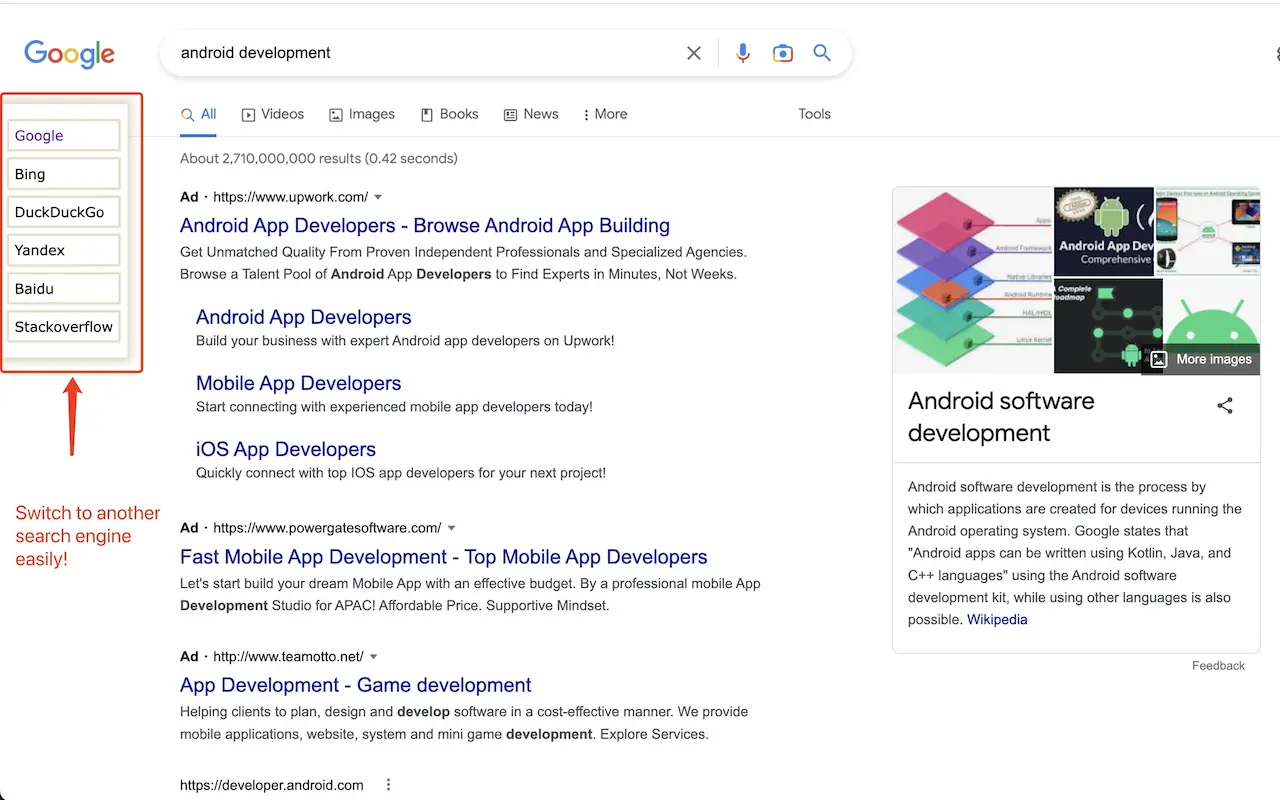 Google
android development
All
Videos
Images
Books
News
More
Tools
Google
Bing
DuckDuckGo
Yandex
Baidu
Stackoverflow
Switch to another
search engine
easily!
About 2,710,000,000 results (0.42 seconds)
Ad · https://www.upwork.com/
Android App Developers - Browse Android App Building
Get Unmatched Quality From Proven Independent Professionals and Specialized Agencies.
Browse a Talent Pool of Android App Developers to Find Experts in Minutes, Not Weeks.
Android App Developers
Build your business with expert Android app developers on Upwork!
Mobile App Developers
Start connecting with experienced mobile app developers today!
iOS App Developers
Quickly connect with top IOS app developers for your next project!
Ad · https://www.powergatesoftware.com/
Fast Mobile App Development - Top Mobile App Developers
Let's start build your dream Mobile App with an effective budget. By a professional mobile App
Development Studio for APAC! Affordable Price. Supportive Mindset.
Ad · http://www.teamotto.net/
App Development - Game development
Helping clients to plan, design and develop software in a cost-effective manner. We provide
mobile applications, website, system and mini game development. Explore Services.
https://developer.android.com
Apps
Android Framework
Native Libraries
Android Runtime
HAL/HIDL
Linux Kernel
Android App Dev
Comprehensive
Complete
Roadmap
More images
Android software
development
Android software development is the process by
which applications are created for devices running the
Android operating system. Google states that
"Android apps can be written using Kotlin, Java, and
C++ languages" using the Android software
development kit, while using other languages is also
possible. Wikipedia
Feedback